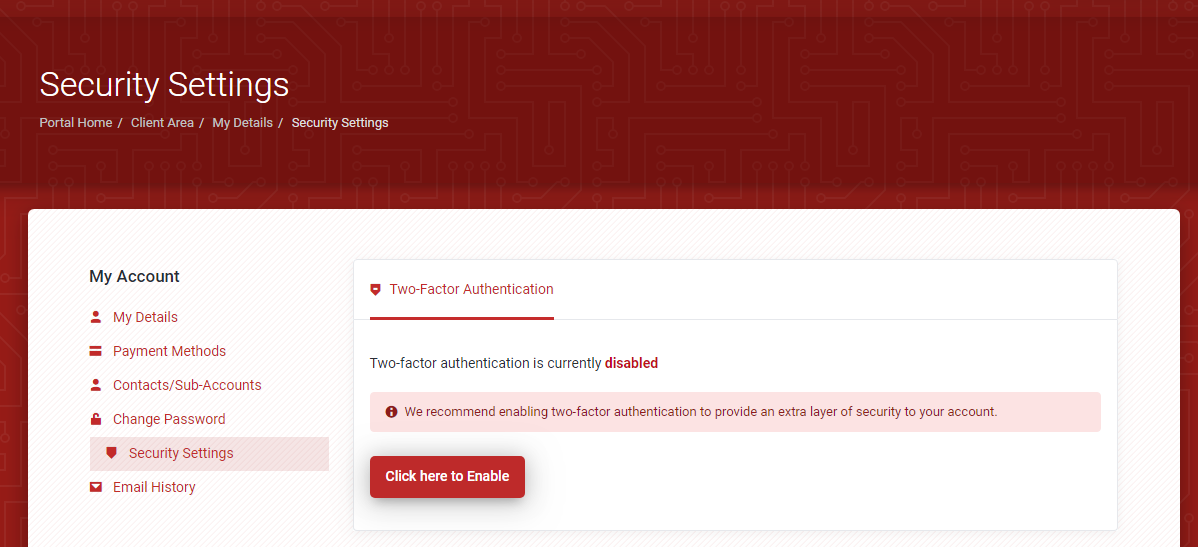 Security Settings
Portal Home / Client Area / My Details / Security Settings
My Account
My Details
Payment Methods
Contacts/Sub-Accounts
Change Password
Security Settings
Email History
Two-Factor Authentication
Two-factor authentication is currently disabled
We recommend enabling two-factor authentication to provide an extra layer of security to your account.
Click here to Enable